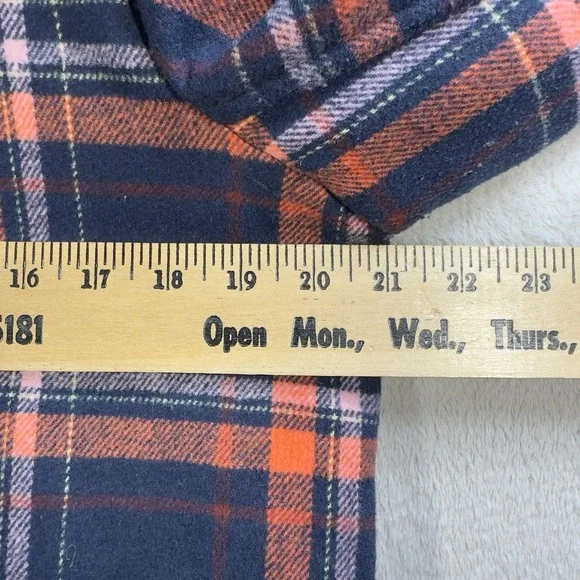 16 17 18 19 20 21 22 23
5181 Open Mon., Wed., Thurs.,